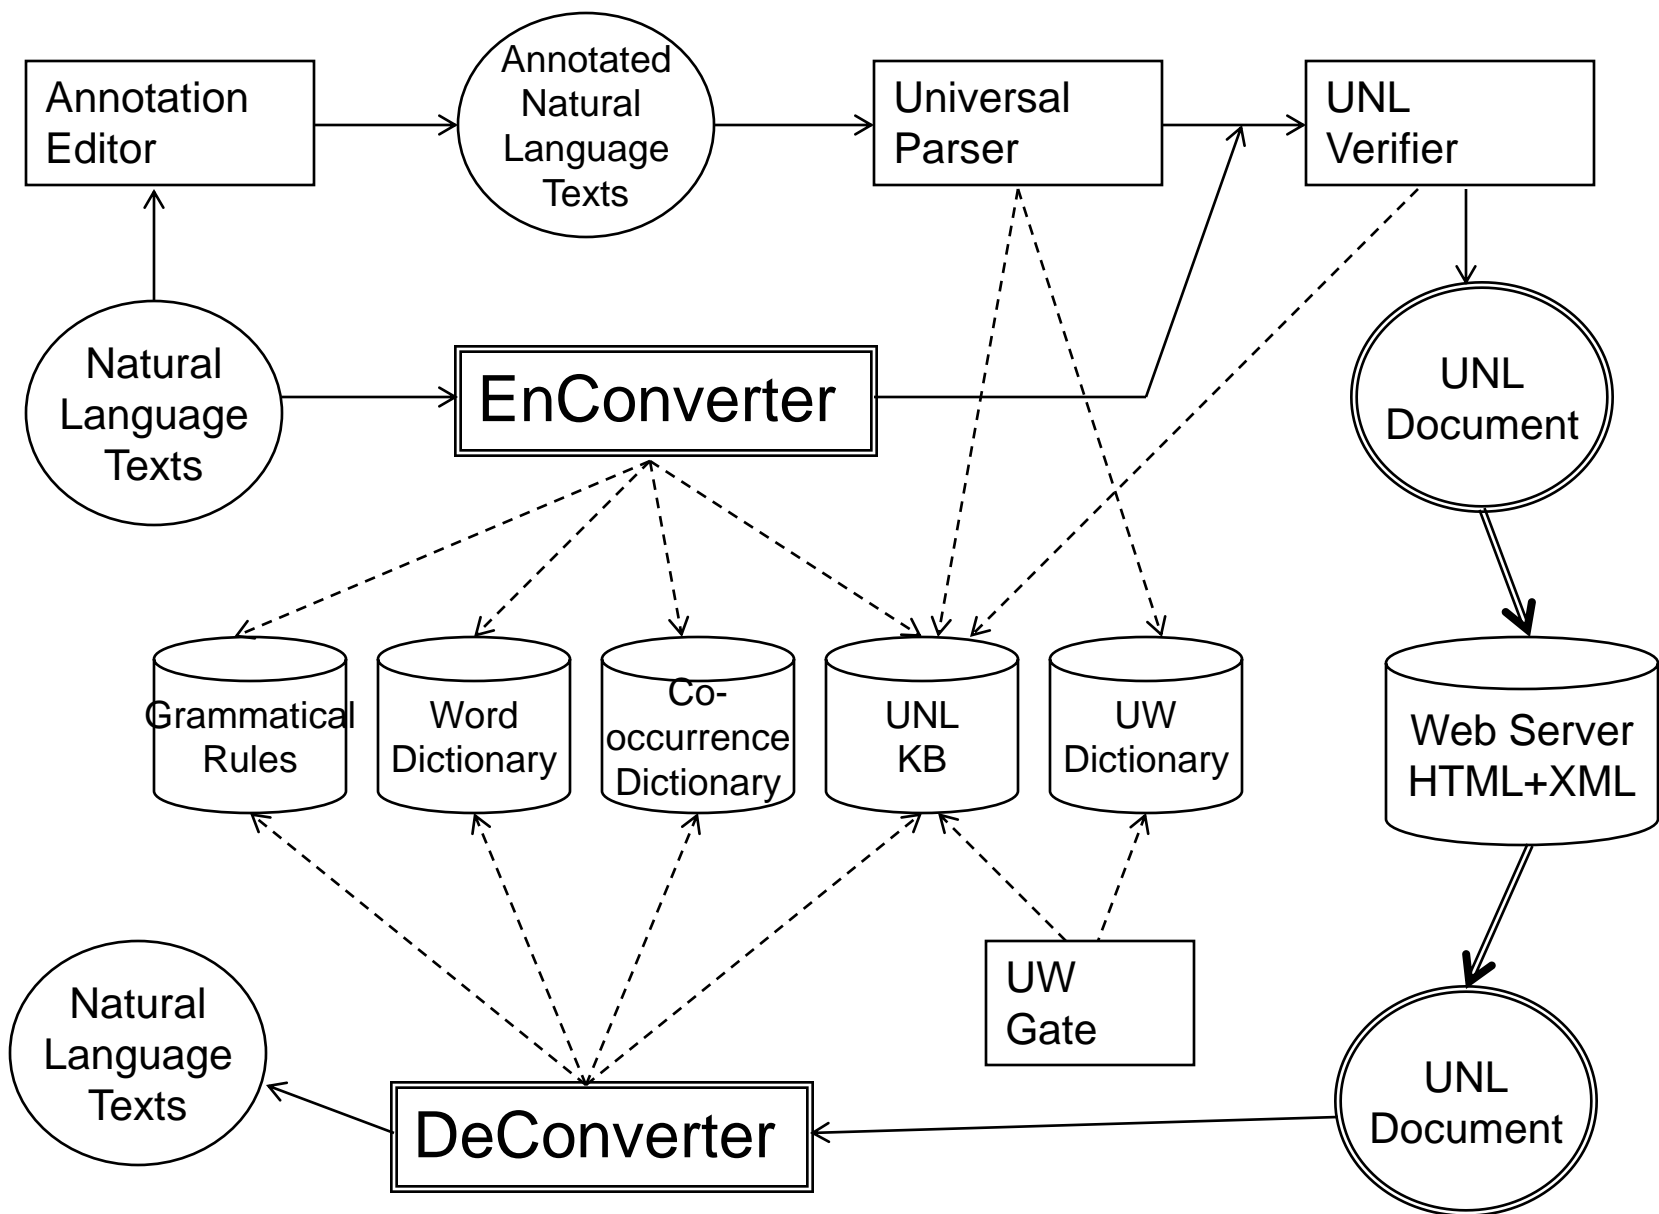 Annotation
Editor
Annotated
Natural
Language
Texts
Universal
Parser
UNL
Verifier
Natural
Language
Texts
EnConverter
UNL
Document
Grammatical
Rules
Word
Dictionary
Co-
occurrence
Dictionary
UNL
KB
UW
Dictionary
Web Server
HTML+XML
Natural
Language
Texts
UW
Gate
DeConverter
UNL
Document